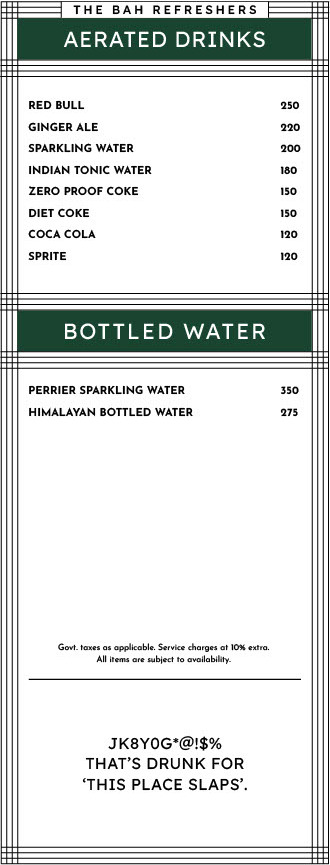 THE BAH REFRESHERS
AERATED DRINKS
RED BULL 250
GINGER ALE 220
SPARKLING WATER 200
INDIAN TONIC WATER 180
ZERO PROOF COKE 150
DIET COKE 150
COCA COLA 120
SPRITE 120
BOTTLED WATER
PERRIER SPARKLING WATER 350
HIMALAYAN BOTTLED WATER 275
Govt. taxes as applicable. Service charges at 10% extra.
All items are subject to availability.
JK8Y0G*@!$%
THAT'S DRUNK FOR
‘THIS PLACE SLAPS’.